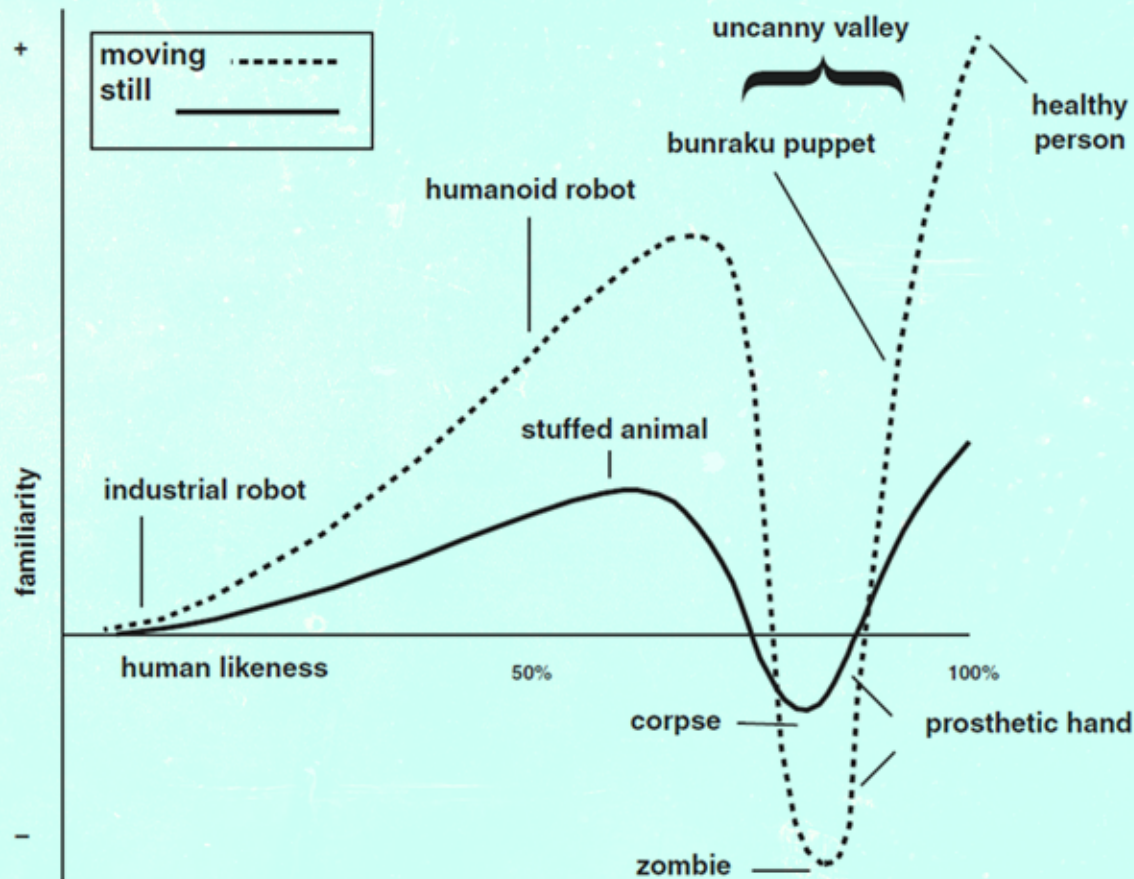 +
moving
still
uncanny valley
healthy
person
bunraku puppet
humanoid robot
stuffed animal
industrial robot
familiarity
human likeness
50%
100%
corpse
prosthetic hand
–
zombie